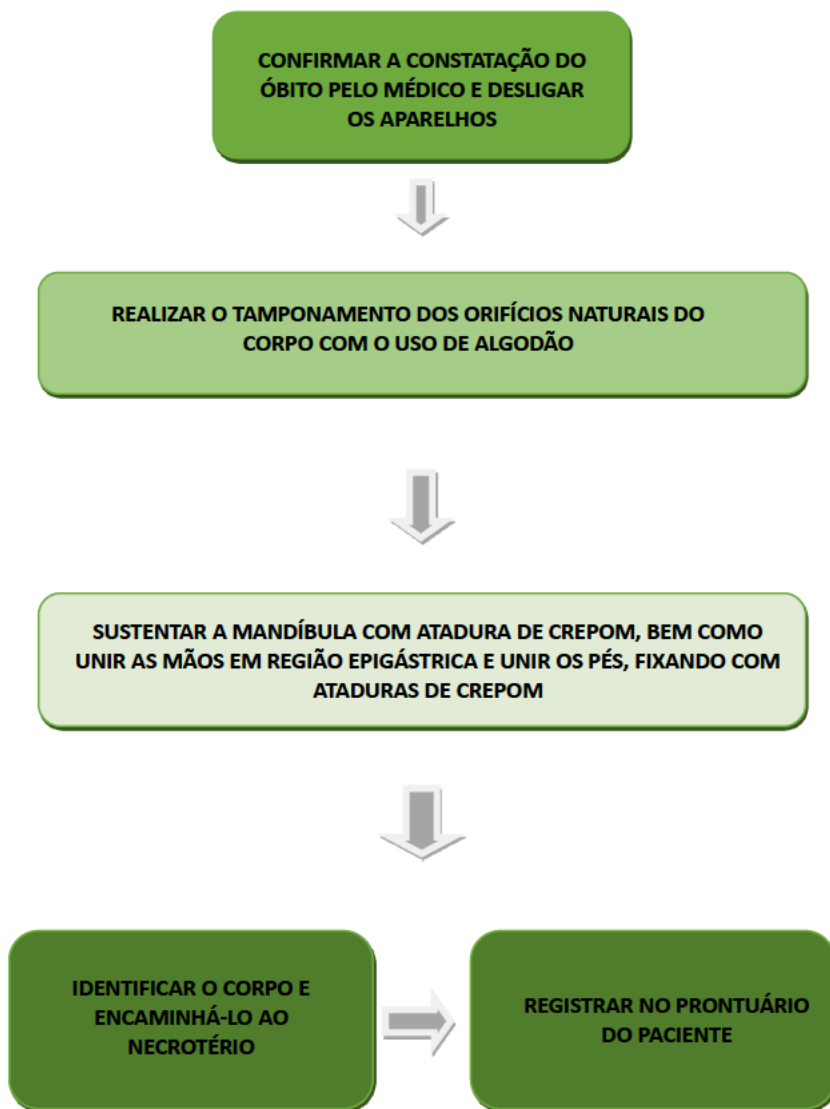 CONFIRMAR A CONSTATAÇÃO DO
ÓBITO PELO MÉDICO E DESLIGAR
OS APARELHOS
REALIZAR O TAMPONAMENTO DOS ORIFÍCIOS NATURAIS DO
CORPO COM O USO DE ALGODÃO
SUSTENTAR A MANDÍBULA COM ATADURA DE CREPOM, BEM COMO
UNIR AS MÃOS EM REGIÃO EPIGÁSTRICA E UNIR OS PÉS, FIXANDO COM
ATADURAS DE CREPOM
IDENTIFICAR O CORPO E
ENCAMINHÁ-LO AO
NECROTÉRIO
REGISTRAR NO PRONTUÁRIO
DO PACIENTE